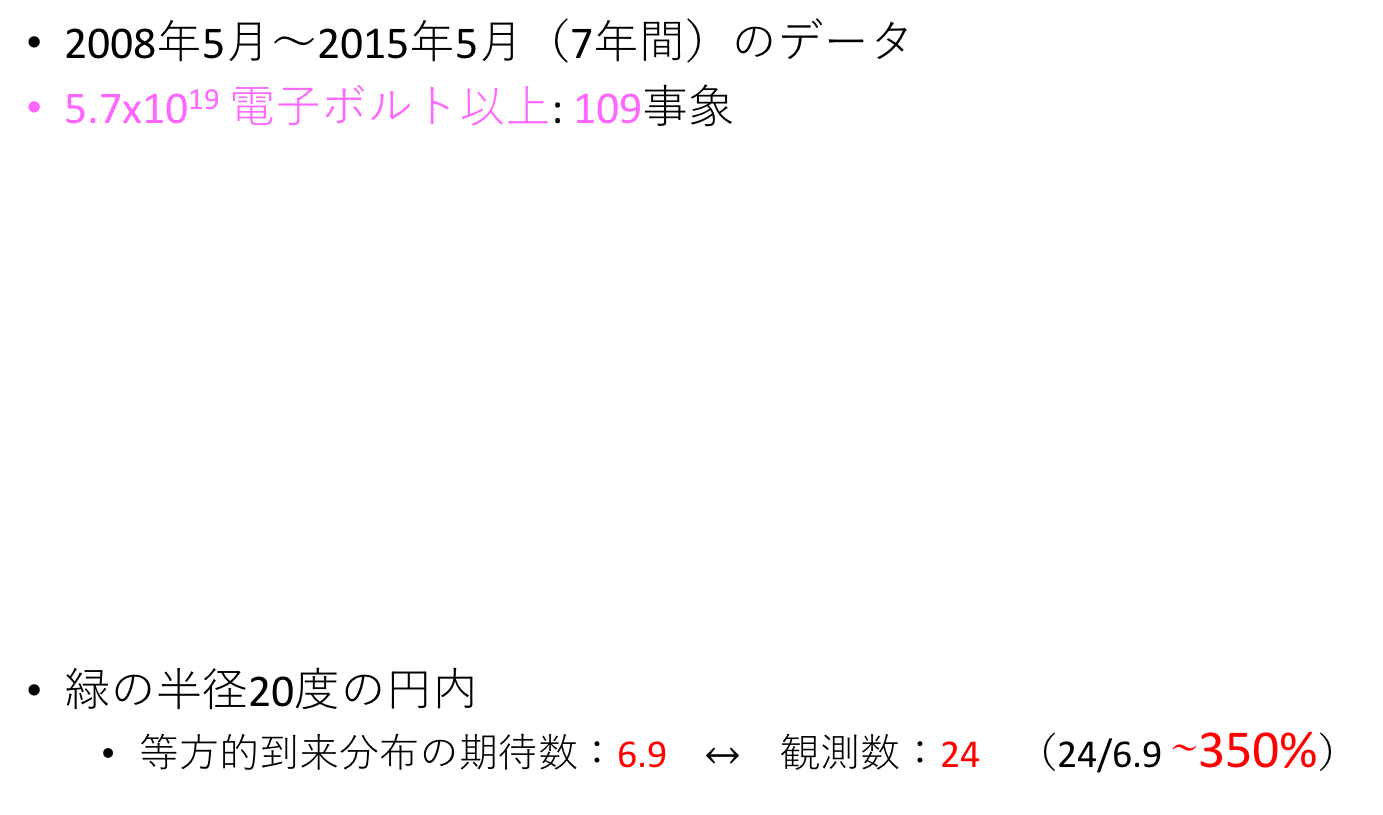 • 2008年5月～2015年5月（7年間）のデータ
• 5.7x10¹⁹ 電子ボルト以上: 109事象
• 緑の半径20度の円内
• 等方的到来分布の期待数：6.9 ↔ 観測数：24 （24/6.9 ~350%）